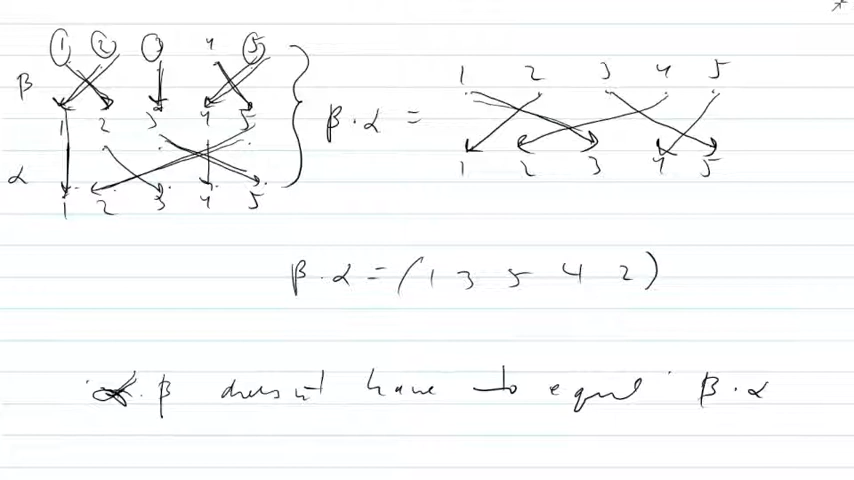 1 2 3 4 5
β
1 2 3 4 5
α
1 2 3 4 5
β · α =
1 2 3 4 5
1 2 3 4 5
β · α = (1 3 5 4 2)
α · β doesn't have to equal β · α